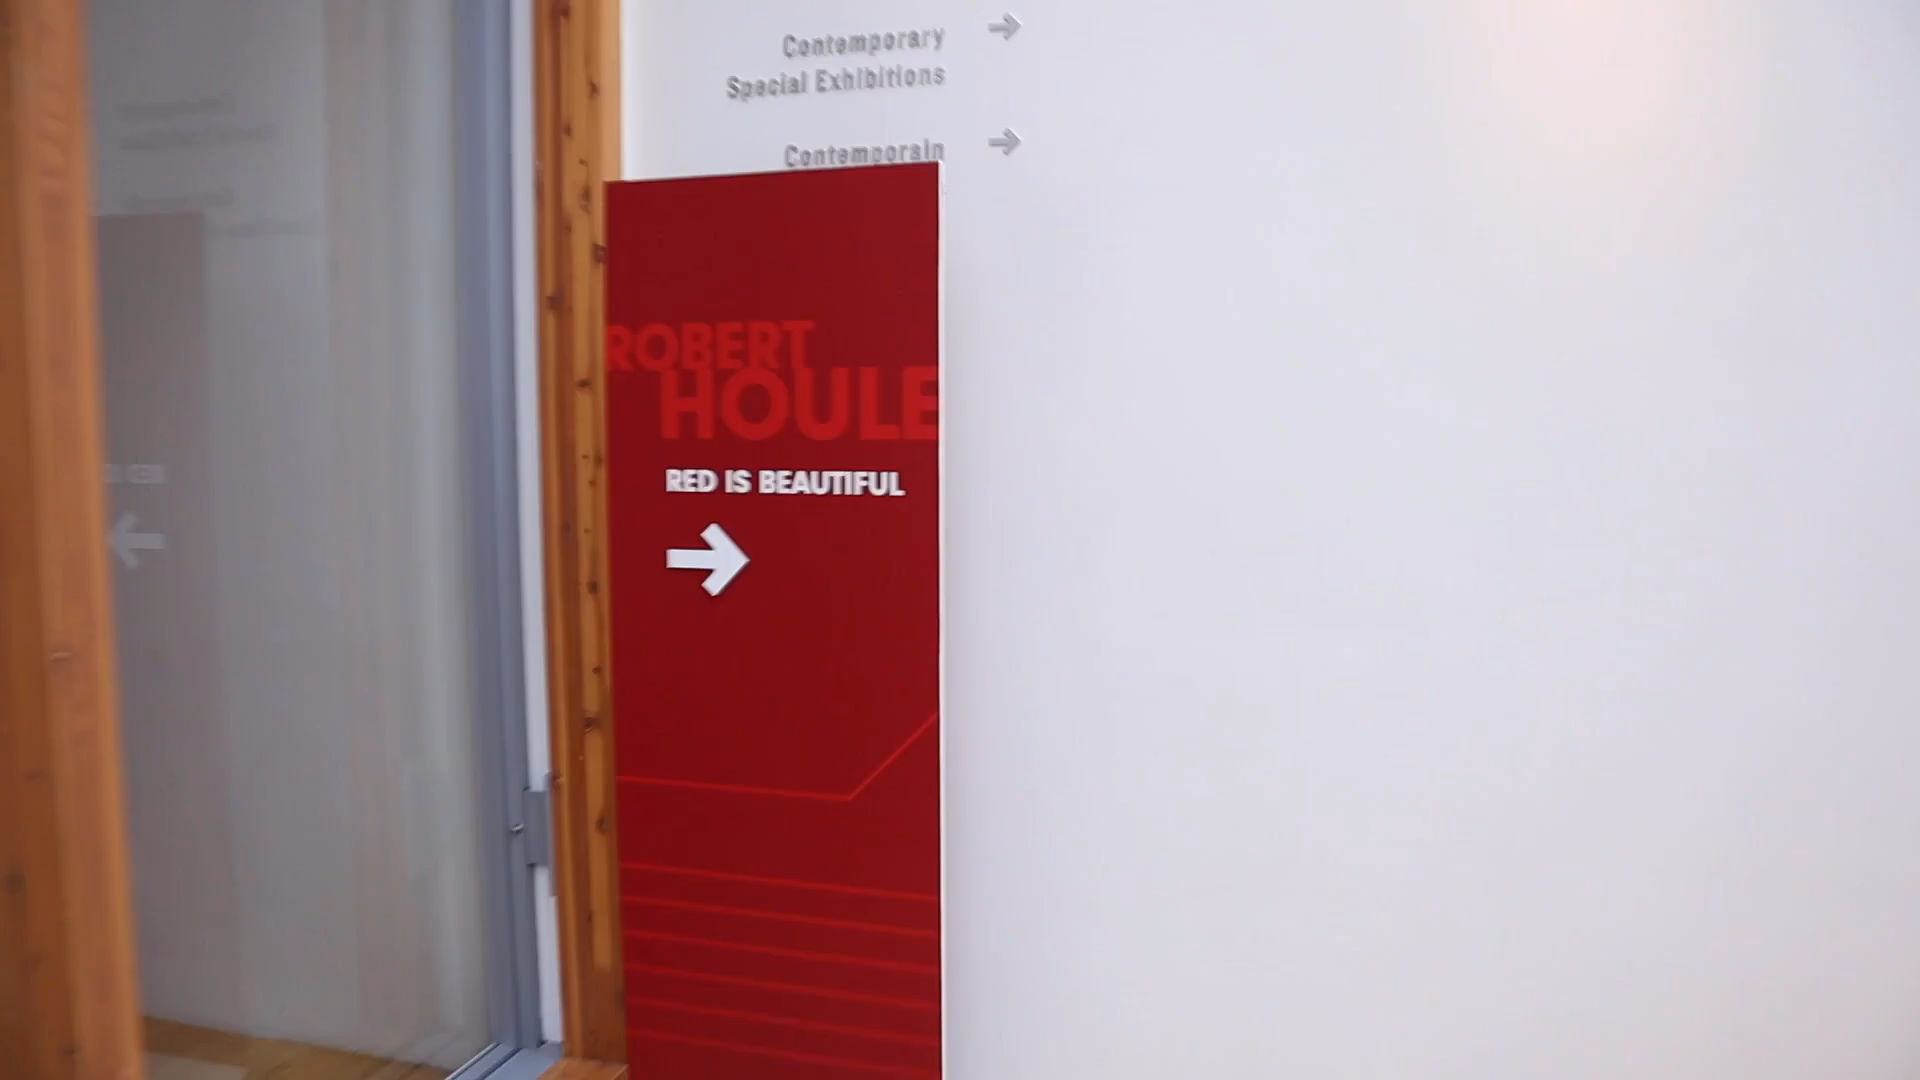 Contemporary
Special Exhibitions
Contemporain
ROBERT
HOULE
RED IS BEAUTIFUL